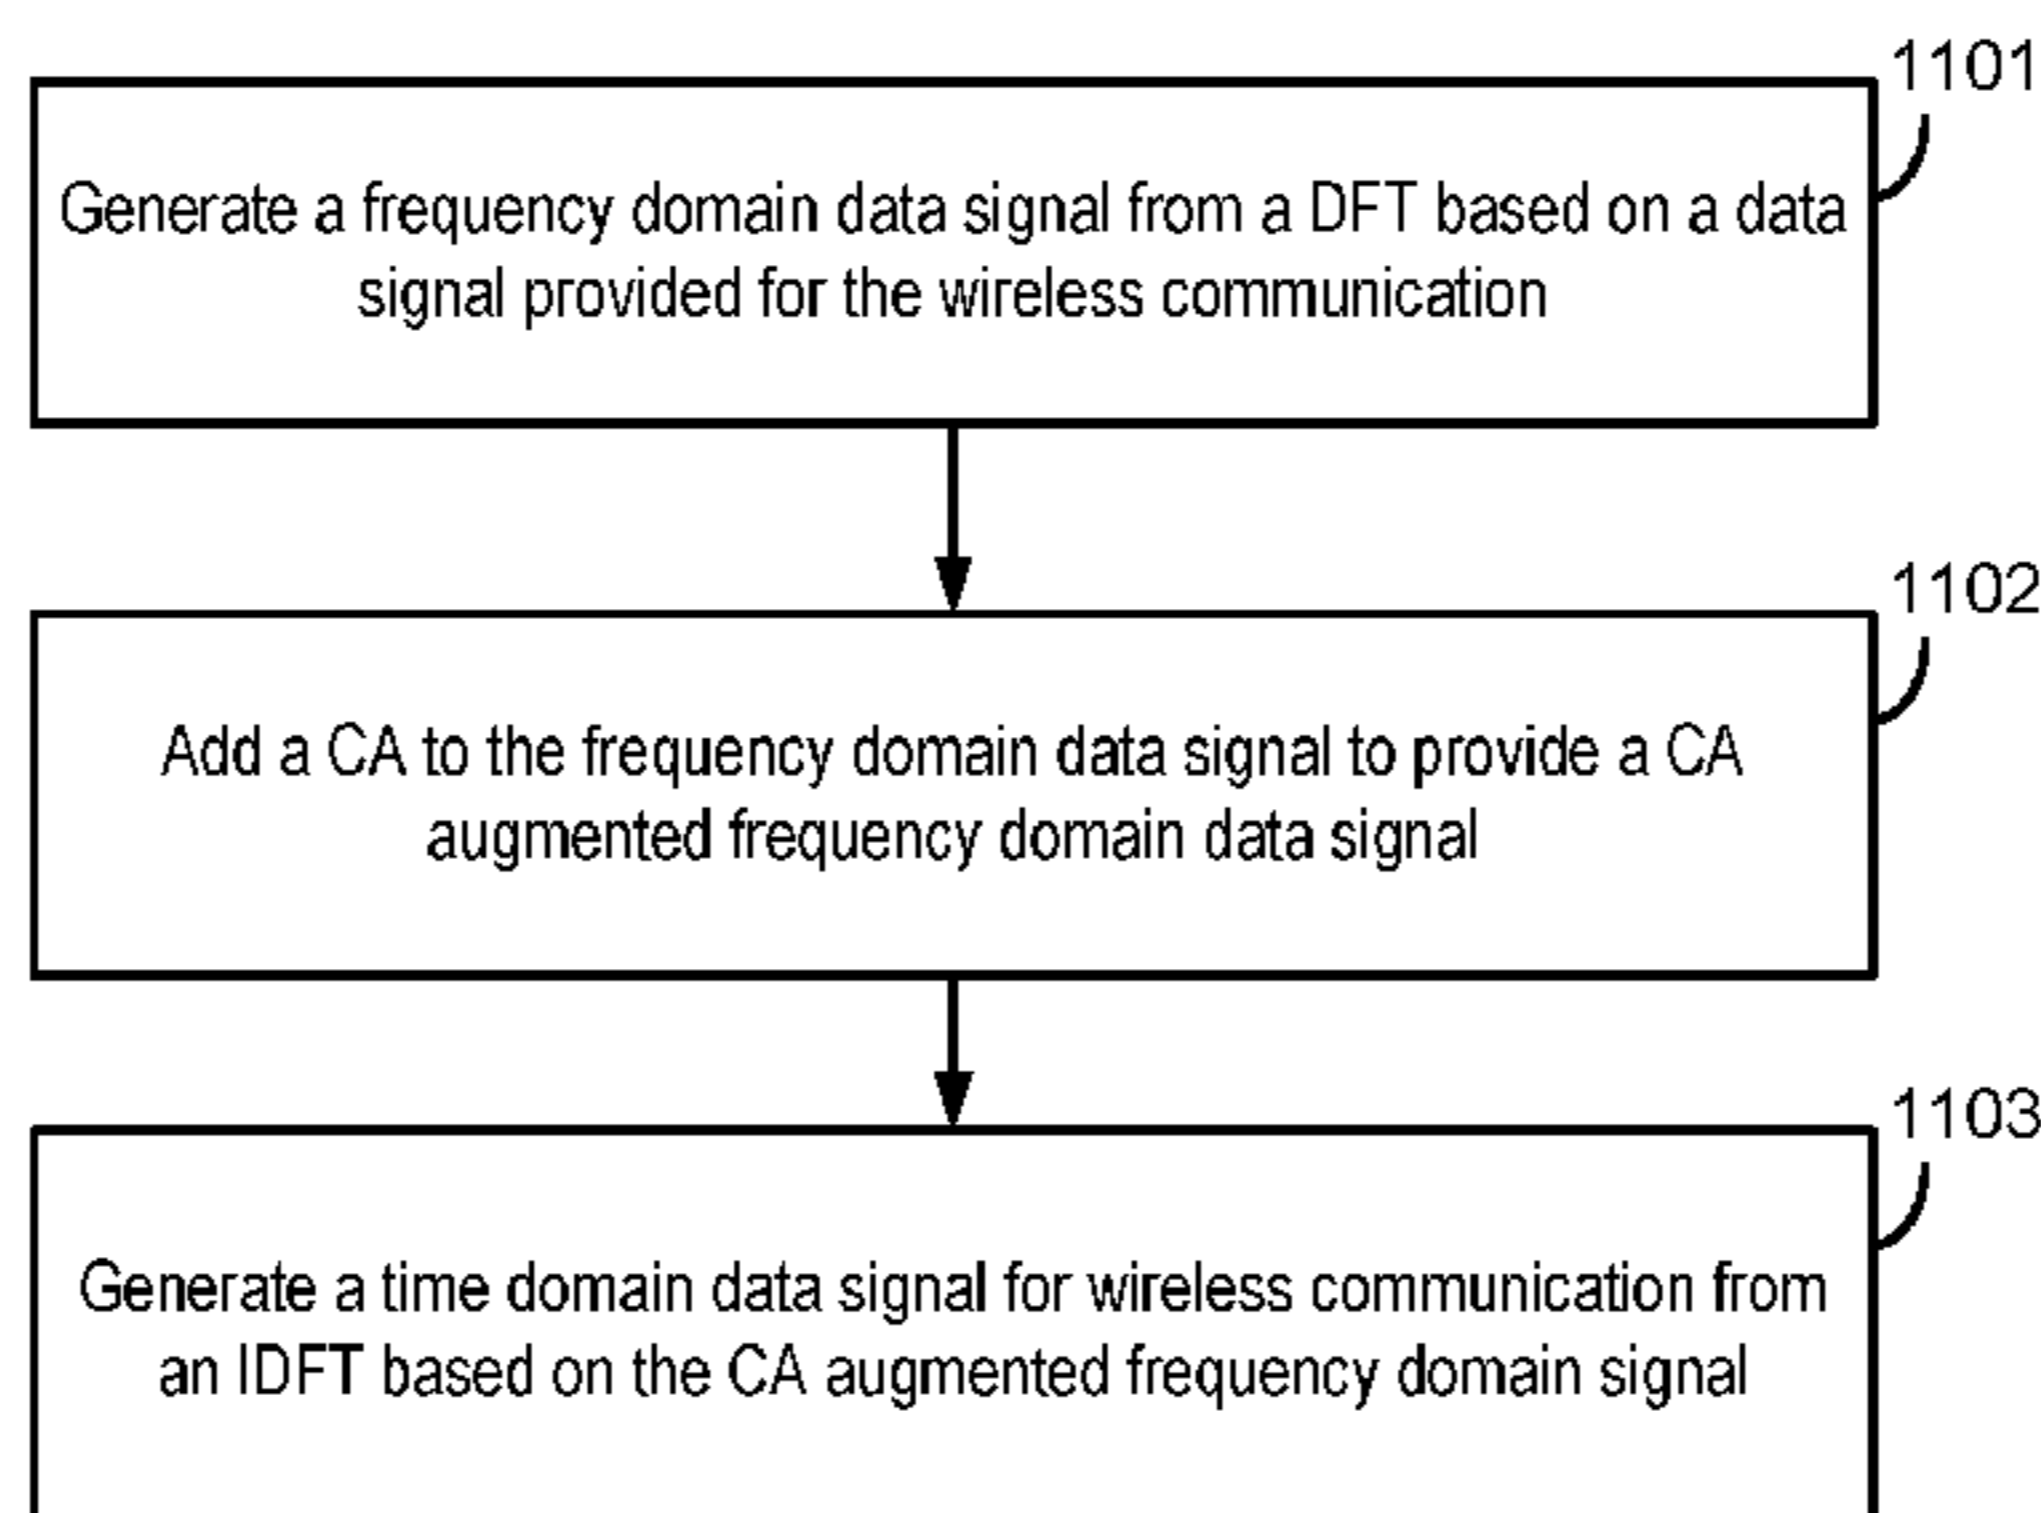 1101
Generate a frequency domain data signal from a DFT based on a data
signal provided for the wireless communication
1102
Add a CA to the frequency domain data signal to provide a CA
augmented frequency domain data signal
1103
Generate a time domain data signal for wireless communication from
an IDFT based on the CA augmented frequency domain signal